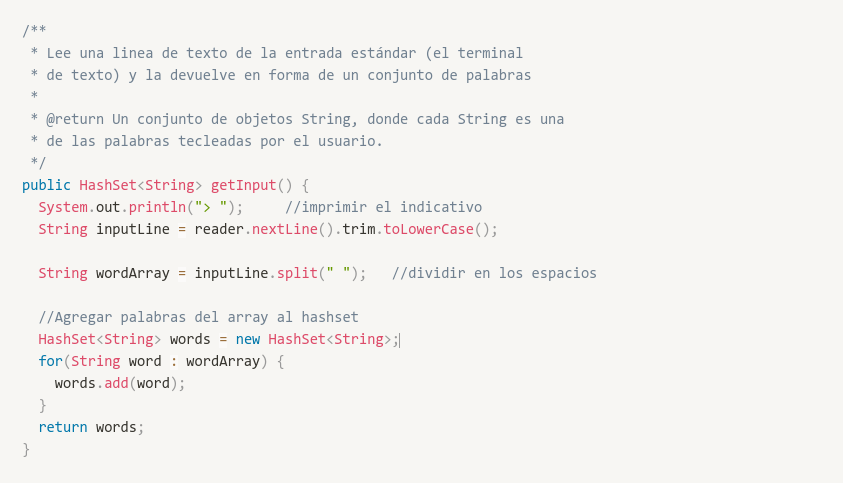 /**
 * Lee una linea de texto de la entrada estándar (el terminal
 * de texto) y la devuelve en forma de un conjunto de palabras
 *
 * @return Un conjunto de objetos String, donde cada String es una
 * de las palabras tecleadas por el usuario.
 */
public HashSet<String> getInput() {
  System.out.println("> ");     //imprimir el indicativo
  String inputLine = reader.nextLine().trim.toLowerCase();

  String wordArray = inputLine.split(" ");   //dividir en los espacios

  //Agregar palabras del array al hashset
  HashSet<String> words = new HashSet<String>;
  for(String word : wordArray) {
    words.add(word);
  }
  return words;
}